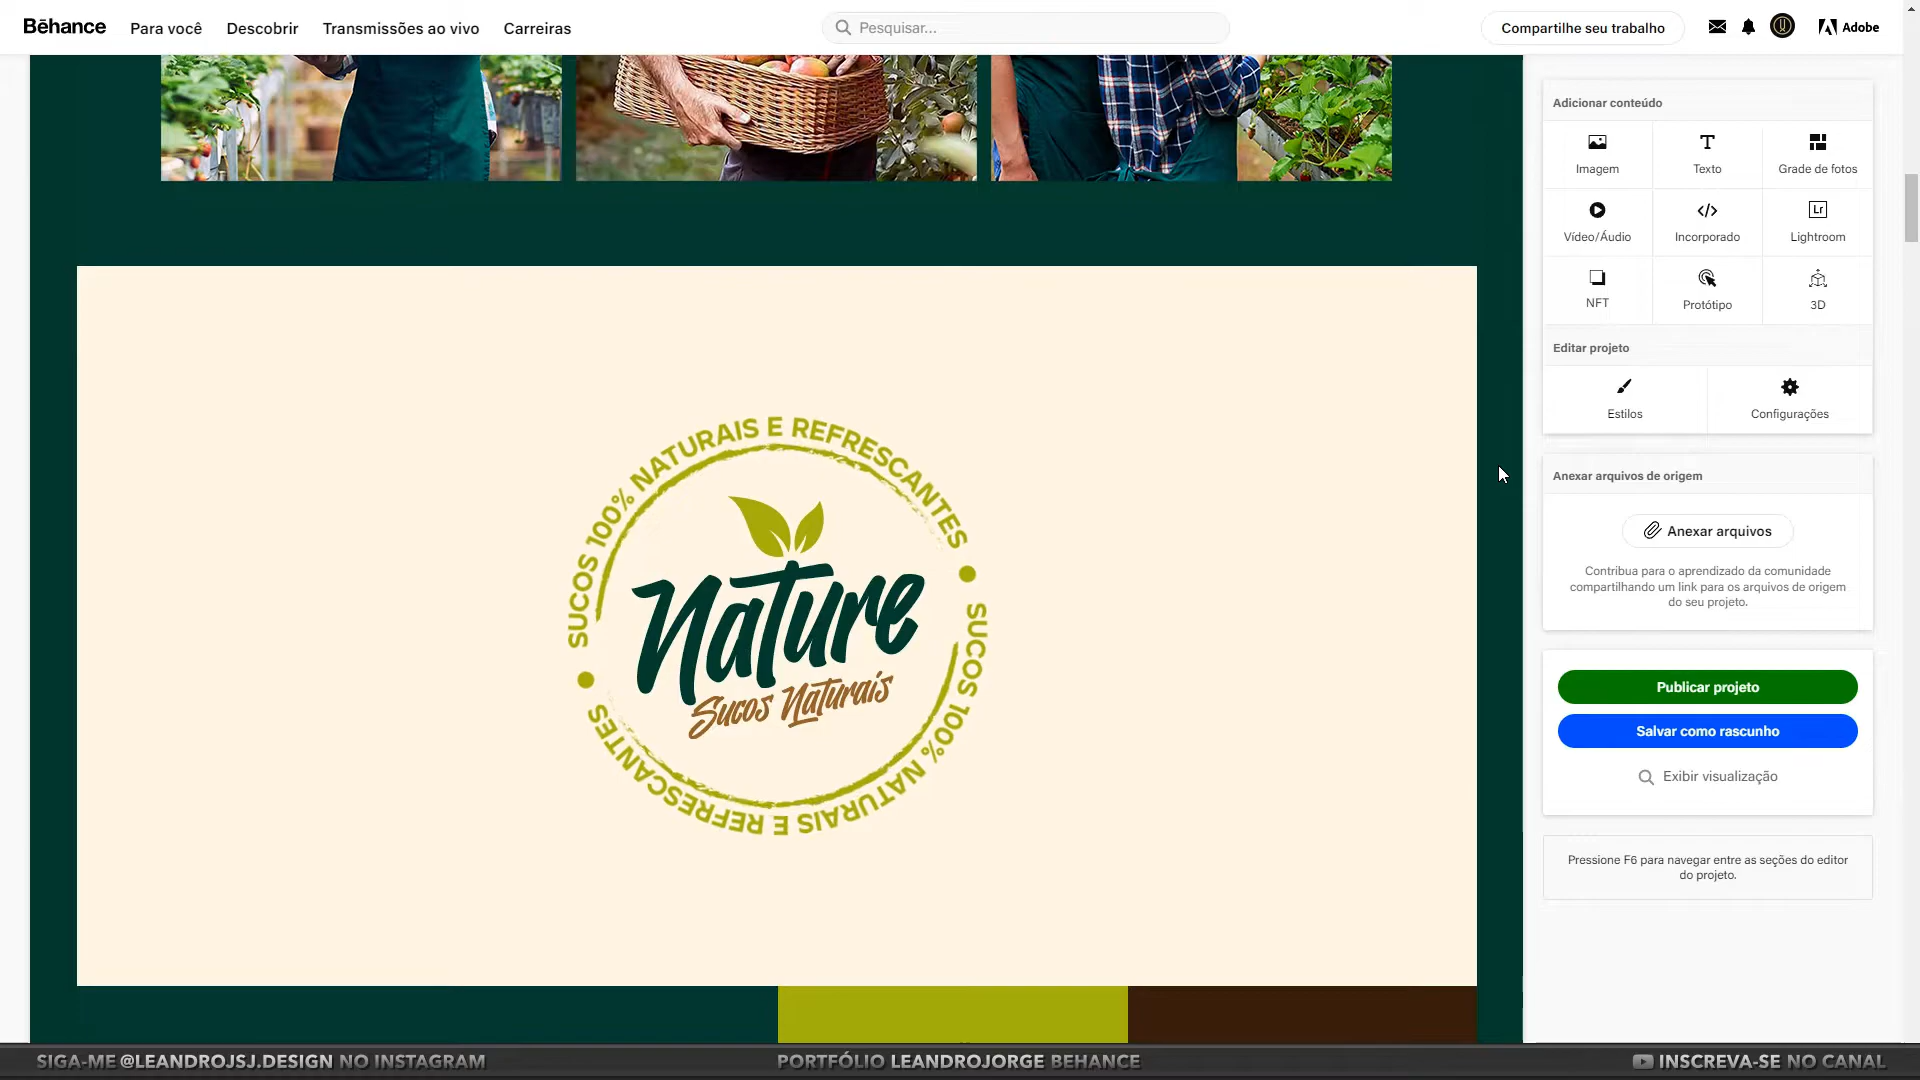 Bēhance
Para você
Descobrir
Transmissões ao vivo
Carreiras
Pesquisar...
Compartilhe seu trabalho
Adobe
Adicionar conteúdo
Imagem
Texto
Grade de fotos
Vídeo/Áudio
Incorporado
Lr
Lightroom
NFT
Protótipo
3D
Editar projeto
Estilos
Configurações
Anexar arquivos de origem
Anexar arquivos
Contribua para o aprendizado da comunidade
compartilhando um link para os arquivos de origem
do seu projeto.
Publicar projeto
Salvar como rascunho
Exibir visualização
Pressione F6 para navegar entre as seções do editor
do projeto.
SUCOS 100% NATURAIS E REFRESCANTES
Nature
Sucos Naturais
SUCOS 100% NATURAIS E REFRESCANTES
SIGA-ME @LEANDROJSJ.DESIGN NO INSTAGRAM
PORTFÓLIO LEANDROJORGE BEHANCE
INSCREVA-SE NO CANAL